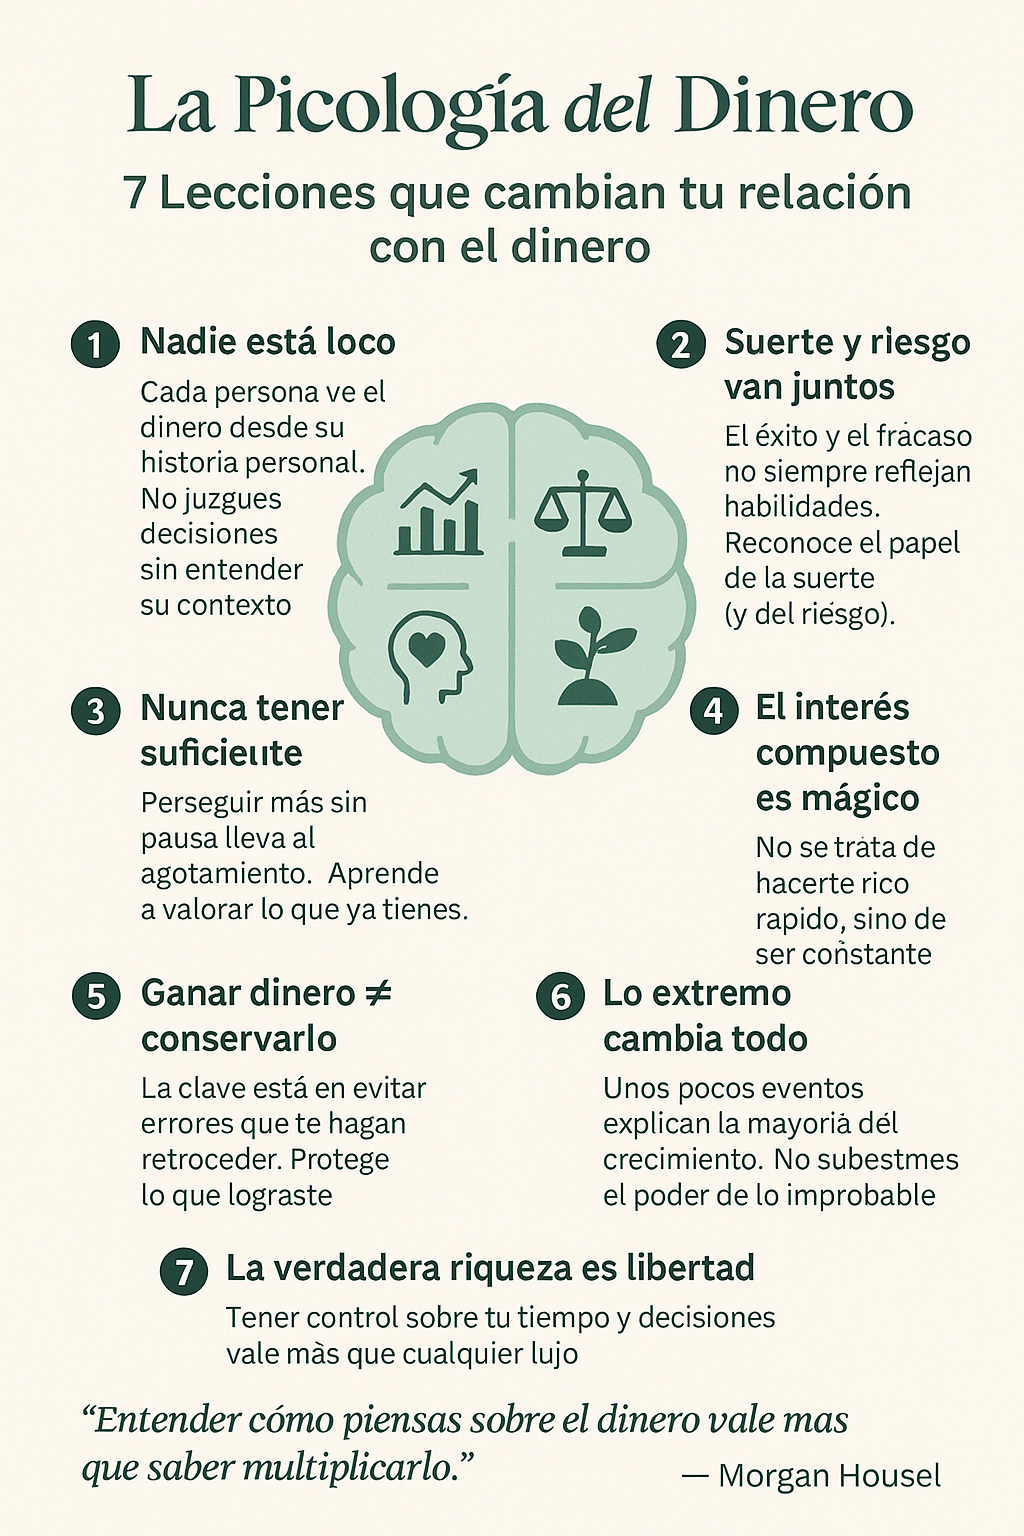 La Picología del Dinero
7 Lecciones que cambian tu relación
con el dinero
1 Nadie está loco
Cada persona ve el
dinero desde su
historia personal.
No juzgues
decisiones
sin entender
su contexto
2 Suerte y riesgo
van juntos
El éxito y el frácaso
no siempre reflejan
habilidades.
Reconoce el papel
de la suerte
(y del riésgo).
3 Nunca tener
suficiente
Perseguir más sin
pausa lleva al
agotamiento. Aprende
a valorar lo que ya tienes.
4 El interés
compuesto
es mágico
No se trata de
hacerte rico
rapido, sino de
ser constante
5 Ganar dinero ≠
conservarlo
La clave está en evitar
errores que te hagan
retroceder. Protege
lo que lograste
6 Lo extremo
cambia todo
Unos pocos eventos
explican la mayorià dél
crecimiento. No subestmes
el poder de lo improbable
7 La verdadera riqueza es libertad
Tener control sobre tu tiempo y decisiones
vale màs que cualquier lujo
“Entender cómo piensas sobre el dinero vale mas
que saber multiplicarlo.”
— Morgan Housel